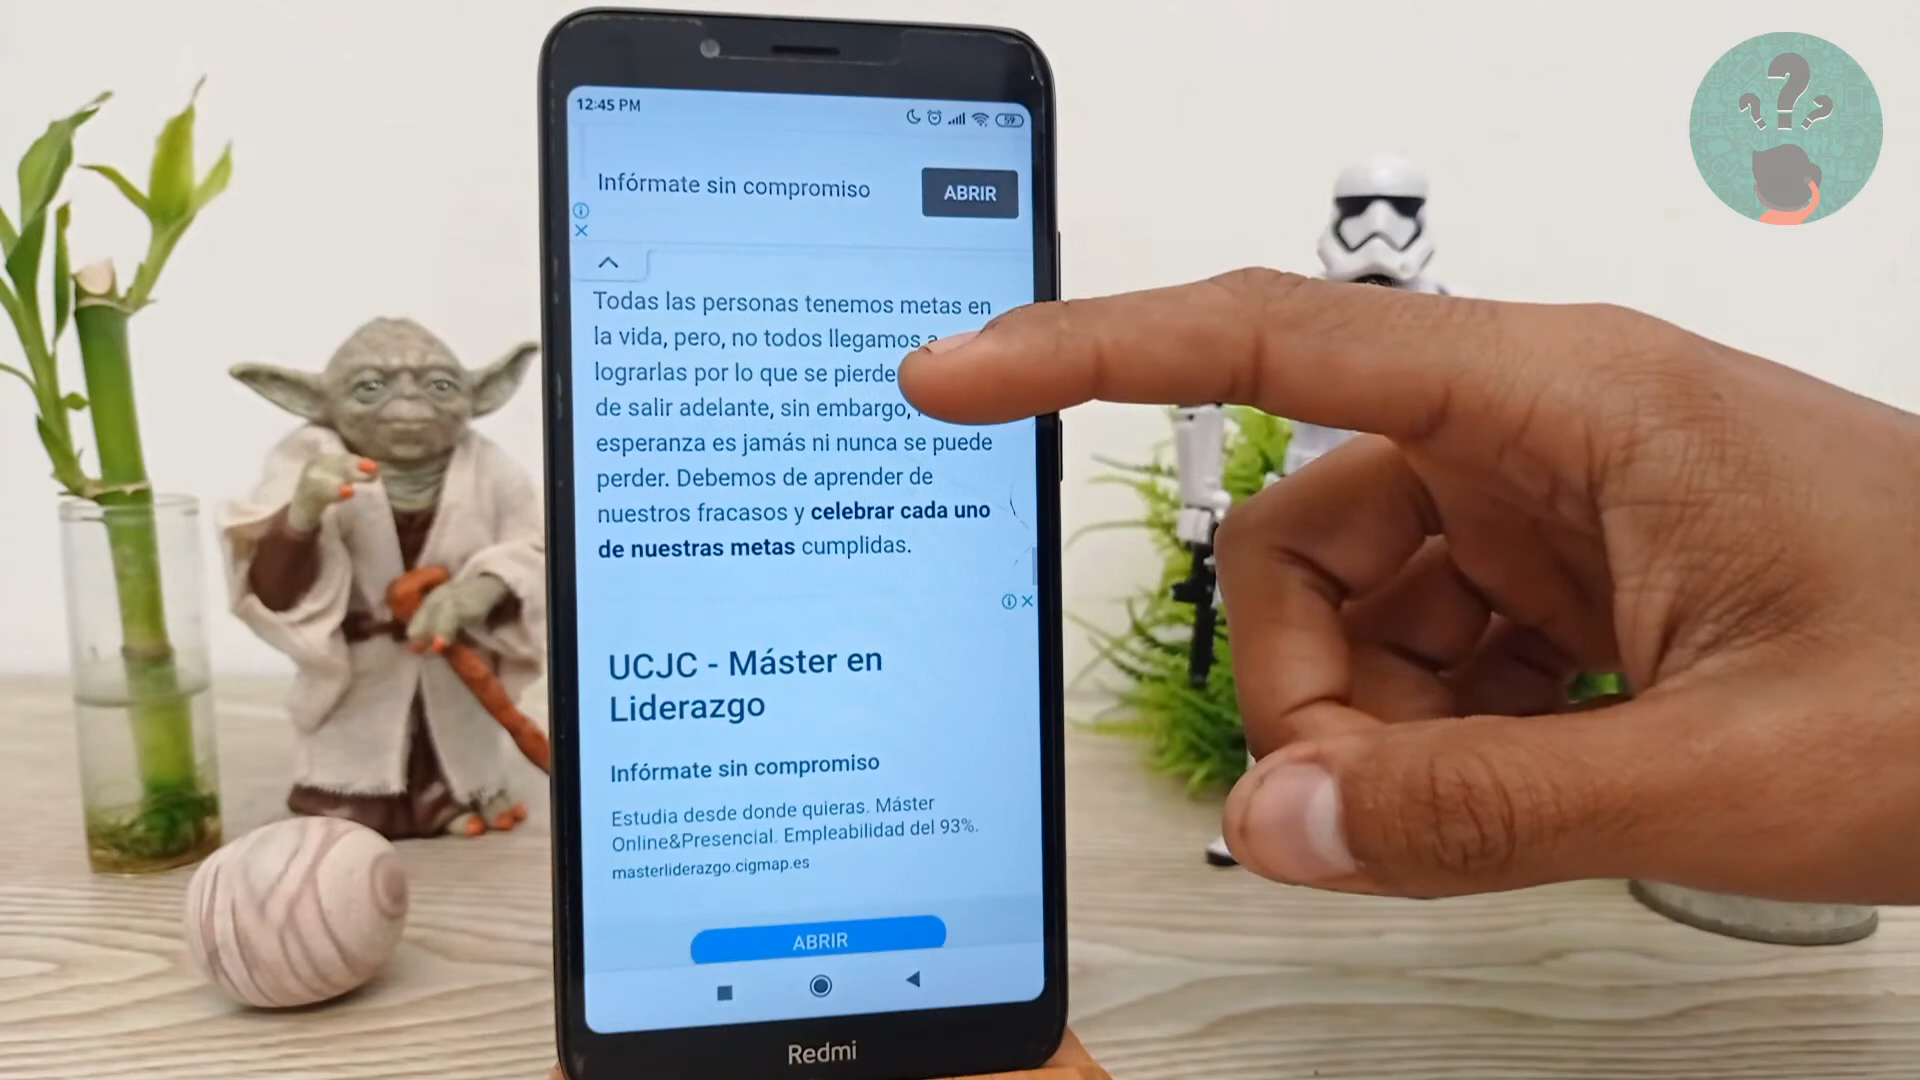 12:45 PM
59
Infórmate sin compromiso
ABRIR
Todas las personas tenemos metas en
la vida, pero, no todos llegamos a
lograrlas por lo que se pierde
de salir adelante, sin embargo,
esperanza es jamás ni nunca se puede
perder. Debemos de aprender de
nuestros fracasos y celebrar cada uno
de nuestras metas cumplidas.
UCJC - Máster en
Liderazgo
Infórmate sin compromiso
Estudia desde donde quieras. Máster
Online&Presencial. Empleabilidad del 93%.
masterliderazgo.cigmap.es
ABRIR
Redmi